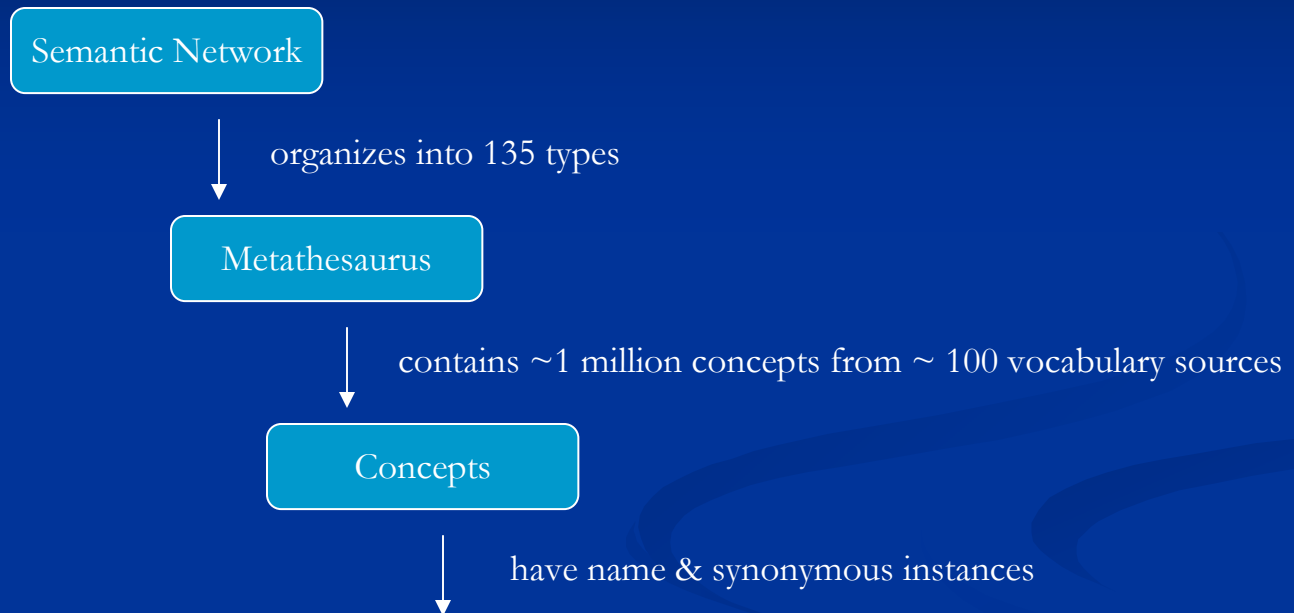 Semantic Network
organizes into 135 types
Metathesaurus
contains ~1 million concepts from ~ 100 vocabulary sources
Concepts
have name & synonymous instances